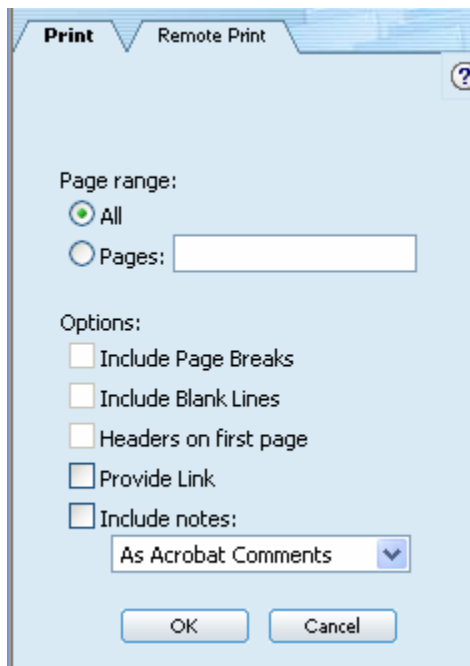 Print Remote Print
?
Page range:
All
Pages:
Options:
Include Page Breaks
Include Blank Lines
Headers on first page
Provide Link
Include notes:
As Acrobat Comments
OK Cancel